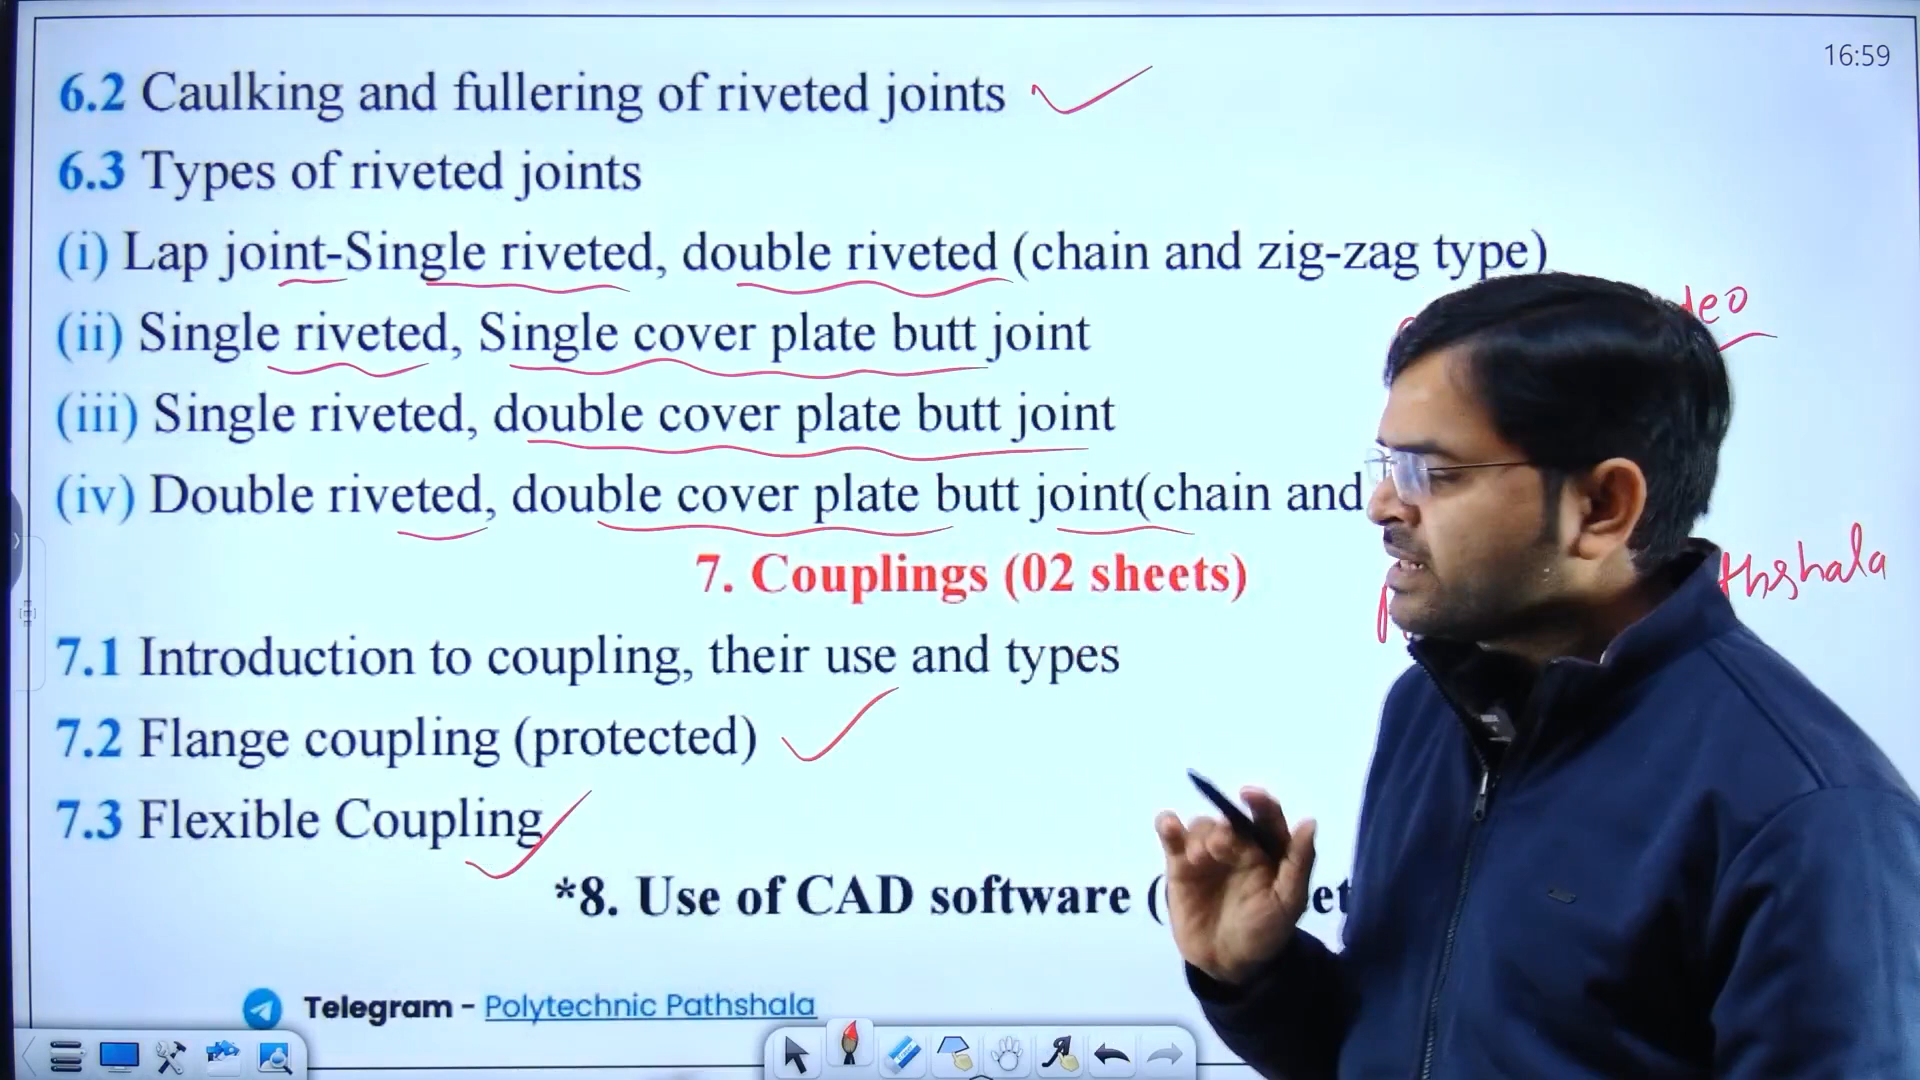 16:59
6.2 Caulking and fullering of riveted joints
6.3 Types of riveted joints
(i) Lap joint-Single riveted, double riveted (chain and zig-zag type)
(ii) Single riveted, Single cover plate butt joint
(iii) Single riveted, double cover plate butt joint
(iv) Double riveted, double cover plate butt joint(chain and
7. Couplings (02 sheets)
7.1 Introduction to coupling, their use and types
7.2 Flange coupling (protected)
7.3 Flexible Coupling
*8. Use of CAD software (
Telegram - Polytechnic Pathshala